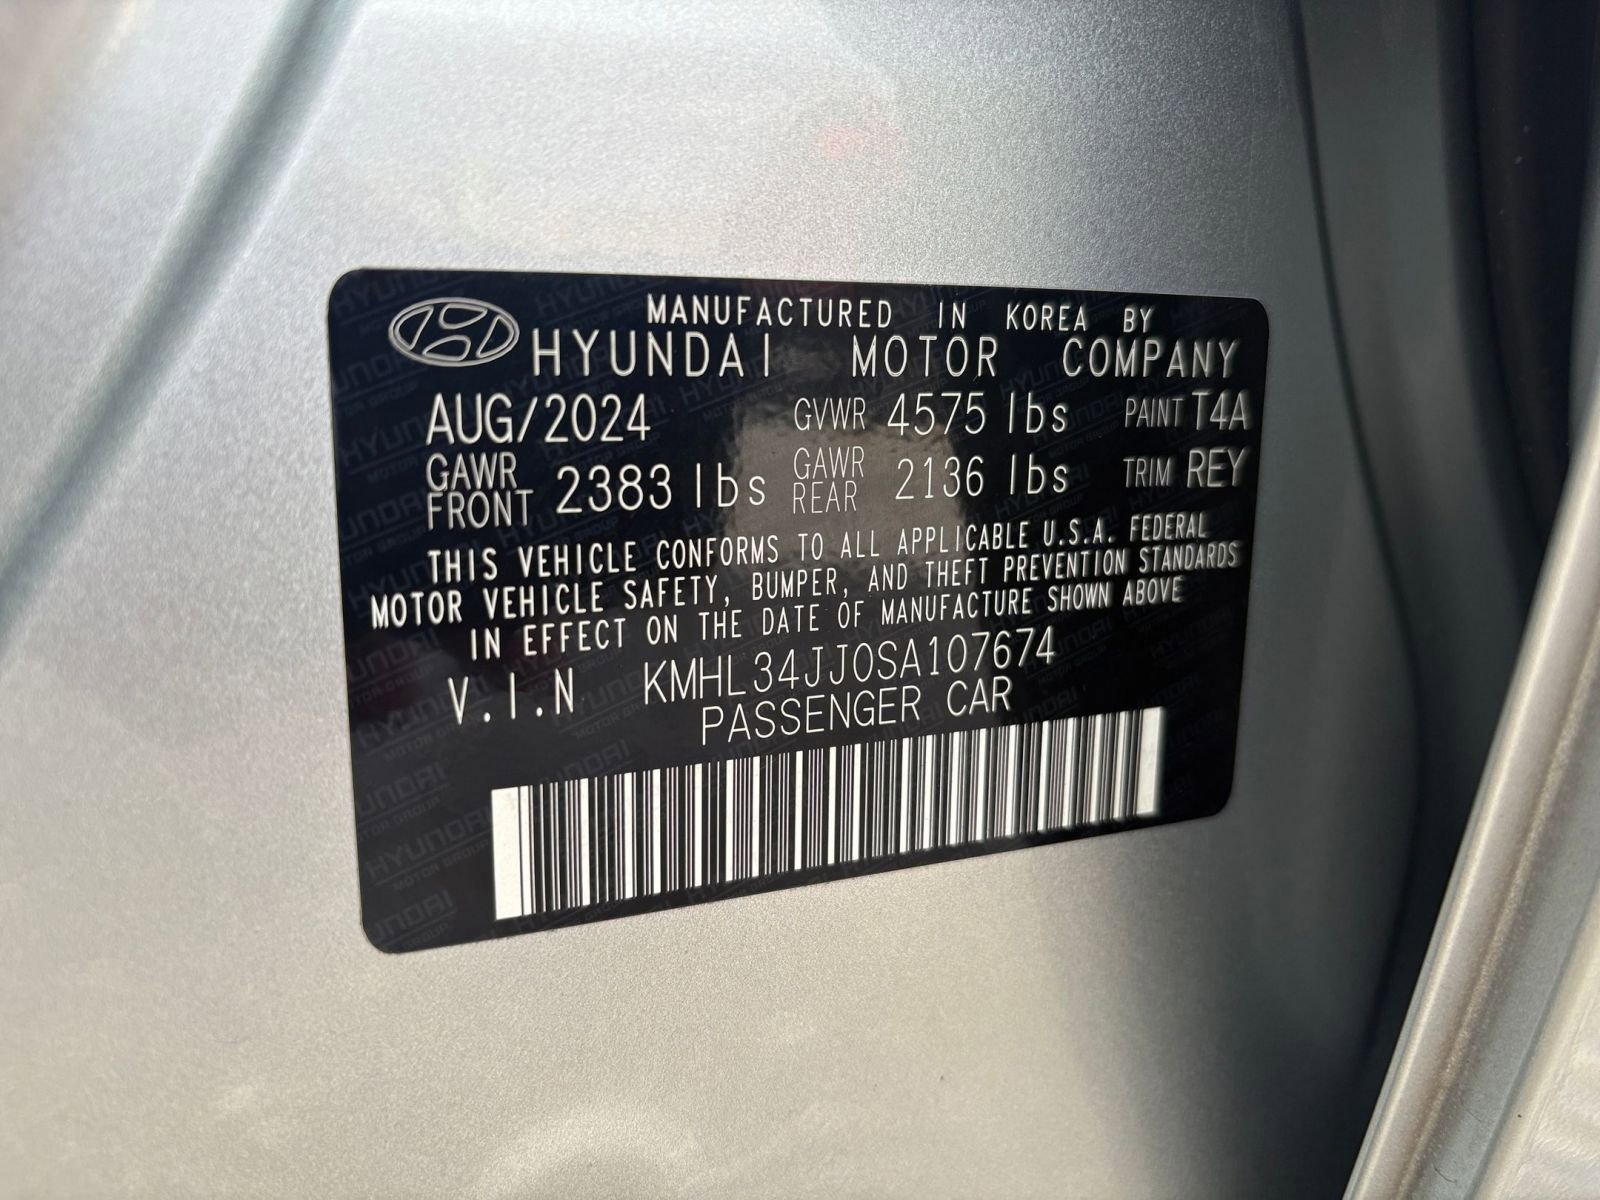 MANUFACTURED IN KOREA BY
HYUNDAI MOTOR COMPANY
AUG/2024 GVWR 4575 lbs PAINT T4A
GAWR FRONT 2383 lbs GAWR REAR 2136 lbs TRIM REY
THIS VEHICLE CONFORMS TO ALL APPLICABLE U.S.A. FEDERAL
MOTOR VEHICLE SAFETY, BUMPER, AND THEFT PREVENTION STANDARDS
IN EFFECT ON THE DATE OF MANUFACTURE SHOWN ABOVE
V.I.N KMHL34JJ0SA107674
PASSENGER CAR